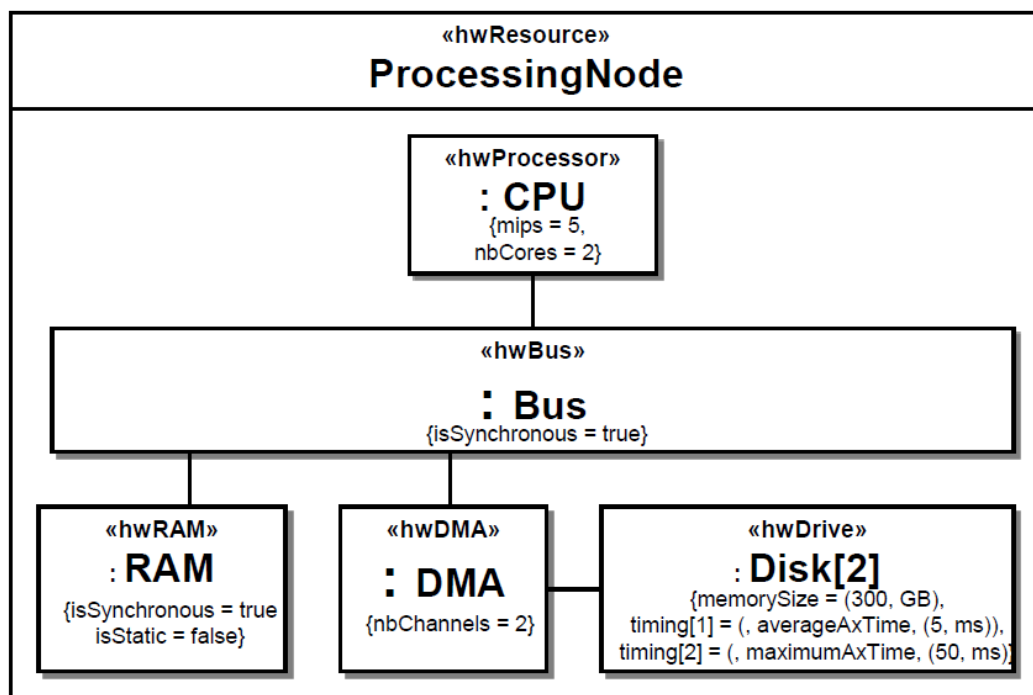 «hwResource»
ProcessingNode
«hwProcessor»
: CPU
{mips = 5,
nbCores = 2}
«hwBus»
: Bus
{isSynchronous = true}
«hwRAM»
: RAM
{isSynchronous = true
isStatic = false}
«hwDMA»
: DMA
{nbChannels = 2}
«hwDrive»
: Disk[2]
{memorySize = (300, GB),
timing[1] = (, averageAxTime, (5, ms)),
timing[2] = (, maximumAxTime, (50, ms)}